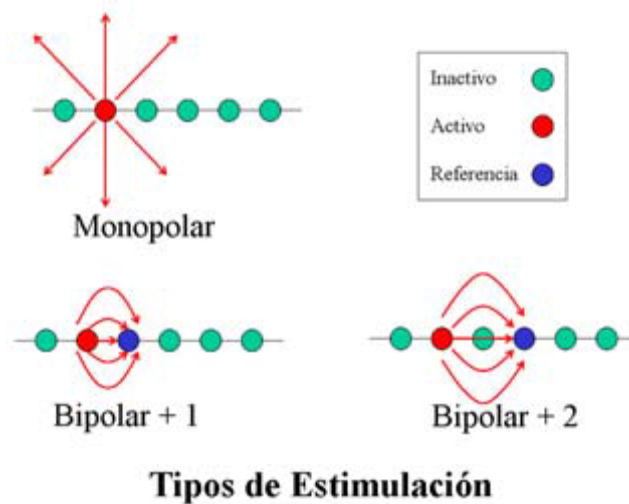 Inactivo
Activo
Referencia
Monopolar
Bipolar + 1
Bipolar + 2
Tipos de Estimulación